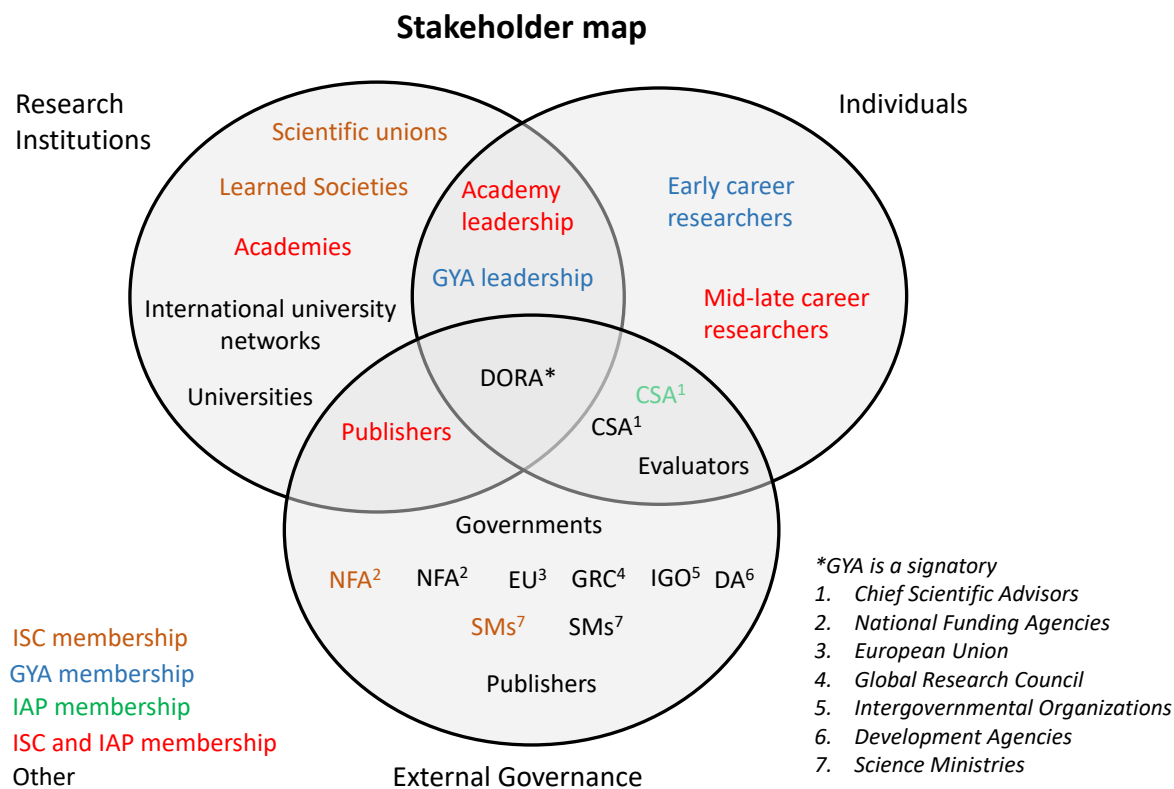 Stakeholder map
Research
Institutions
Individuals
Scientific unions
Learned Societies
Academies
International university
networks
Universities
Academy
leadership
GYA leadership
Early career
researchers
Mid-late career
researchers
DORA*
CSA¹
CSA¹
Evaluators
Publishers
Governments
NFA² NFA² EU³ GRC⁴ IGO⁵ DA⁶
SMs⁷ SMs⁷
Publishers
External Governance
ISC membership
GYA membership
IAP membership
ISC and IAP membership
Other
*GYA is a signatory
1. Chief Scientific Advisors
2. National Funding Agencies
3. European Union
4. Global Research Council
5. Intergovernmental Organizations
6. Development Agencies
7. Science Ministries